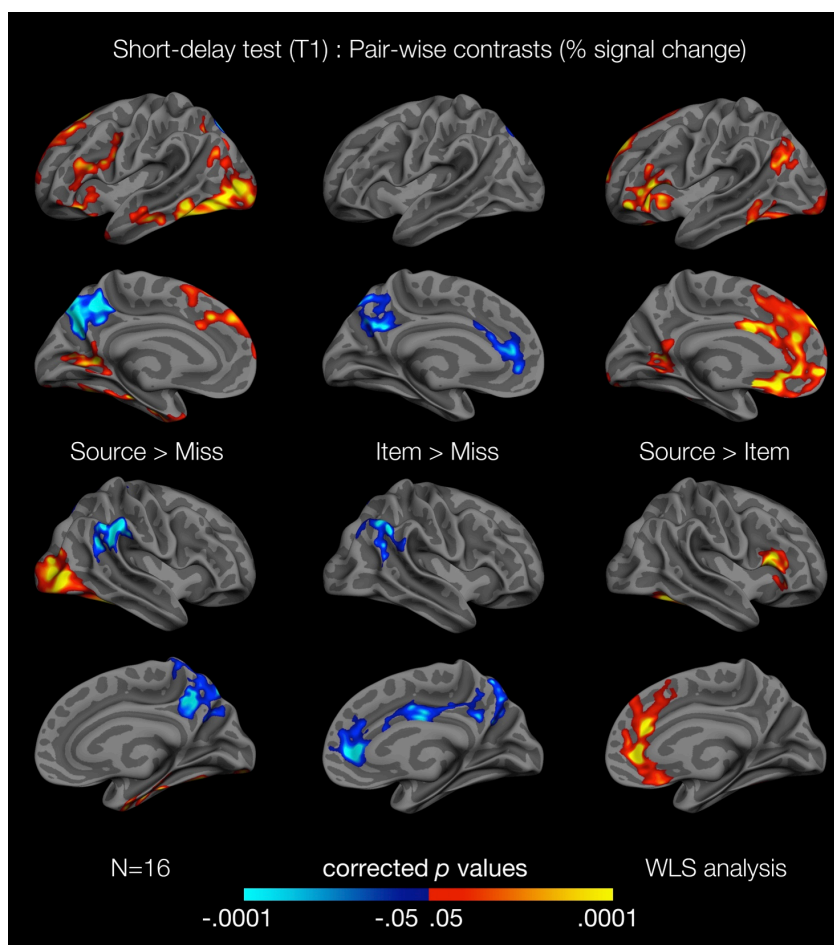 Short-delay test (T1) : Pair-wise contrasts (% signal change)
Source > Miss
Item > Miss
Source > Item
N=16
corrected p values
WLS analysis
-.0001
-.05
.05
.0001